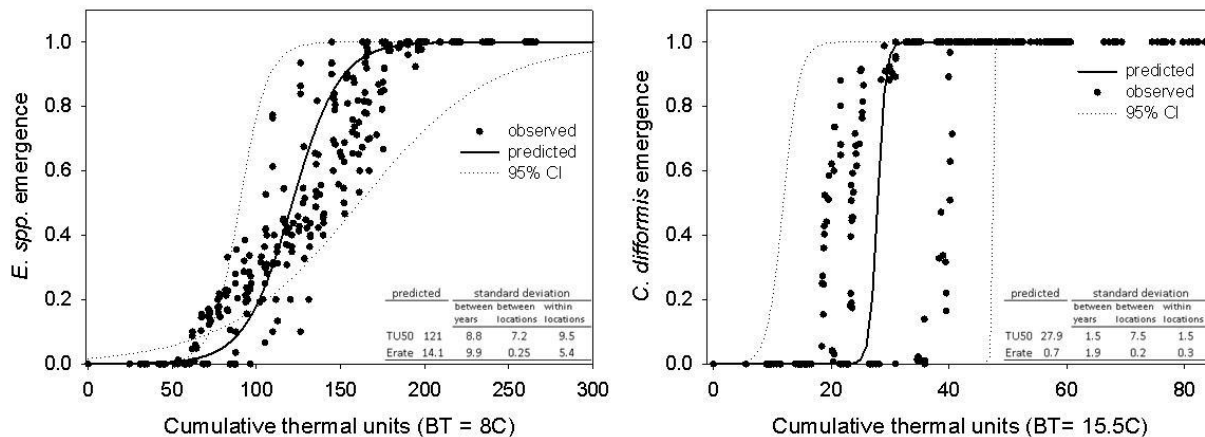 E. spp. emergence
1.0
0.8
0.6
0.4
0.2
0.0
observed
predicted
95% CI
predicted standard deviation
between years between locations within locations
TU50 121 8.8 7.2 9.5
Erate 14.1 9.9 0.25 5.4
0 50 100 150 200 250 300
Cumulative thermal units (BT = 8C)
C. difformis emergence
1.0
0.8
0.6
0.4
0.2
0.0
predicted
observed
95% CI
predicted standard deviation
between years between locations within locations
TU50 27.9 1.5 7.5 1.5
Erate 0.7 1.9 0.2 0.3
0 20 40 60 80
Cumulative thermal units (BT= 15.5C)